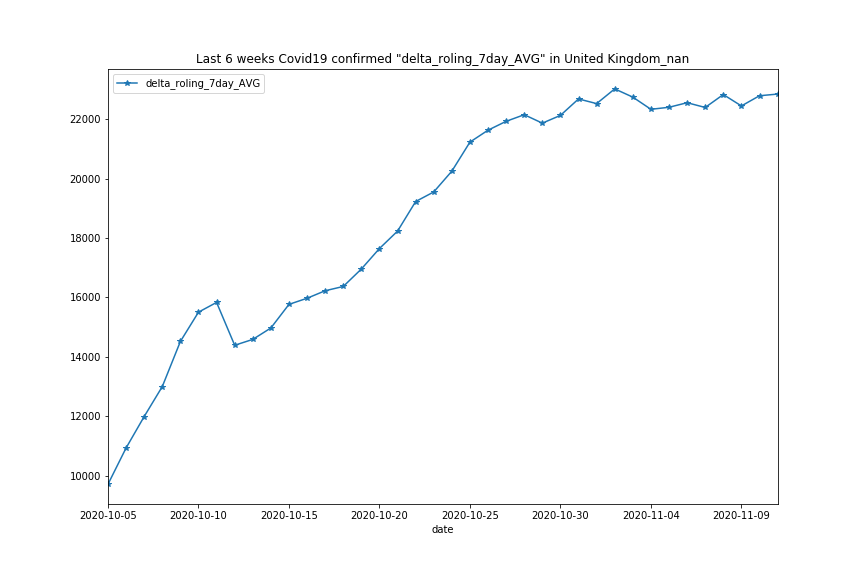 Last 6 weeks Covid19 confirmed "delta_roling_7day_AVG" in United Kingdom_nan
delta_roling_7day_AVG
22000
20000
18000
16000
14000
12000
10000
2020-10-05 2020-10-10 2020-10-15 2020-10-20 2020-10-25 2020-10-30 2020-11-04 2020-11-09
date